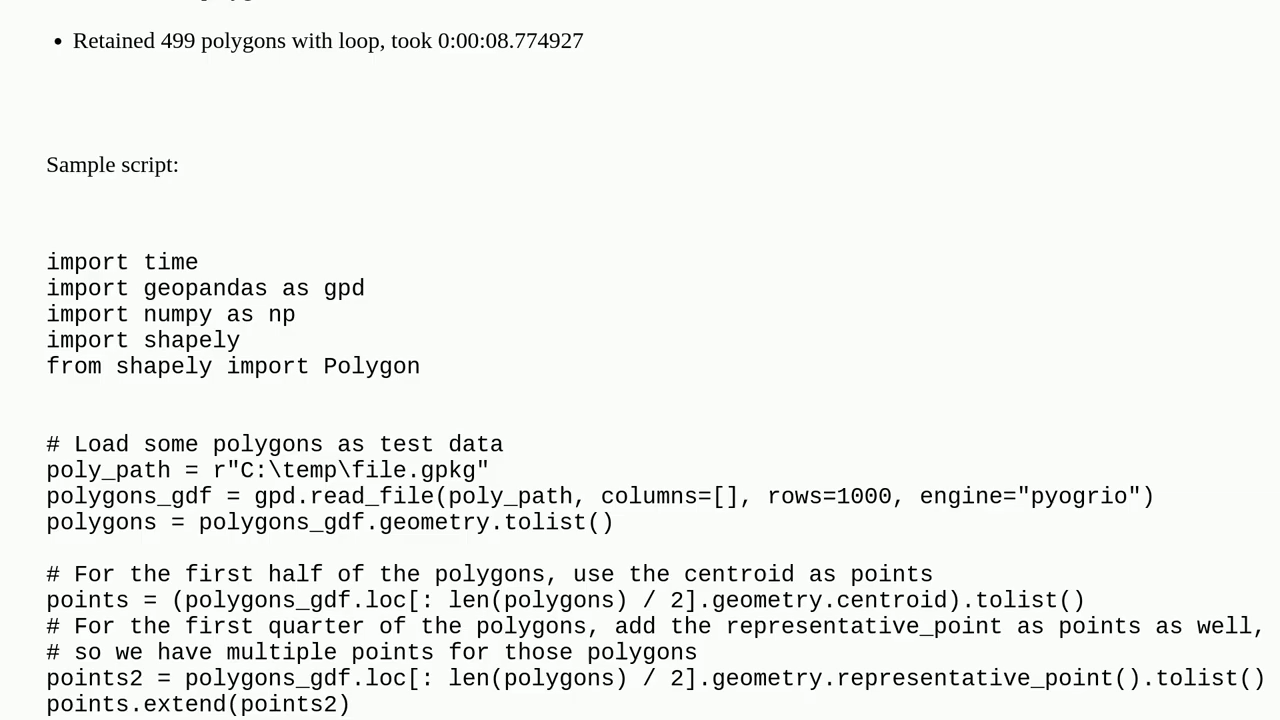 • Retained 499 polygons with loop, took 0:00:08.774927
Sample script:
import time
import geopandas as gpd
import numpy as np
import shapely
from shapely import Polygon
# Load some polygons as test data
poly_path = r"C:\temp\file.gpkg"
polygons_gdf = gpd.read_file(poly_path, columns=[], rows=1000, engine="pyogrio")
polygons = polygons_gdf.geometry.tolist()
# For the first half of the polygons, use the centroid as points
points = (polygons_gdf.loc[: len(polygons) / 2].geometry.centroid).tolist()
# For the first quarter of the polygons, add the representative_point as points as well,
# so we have multiple points for those polygons
points2 = polygons_gdf.loc[: len(polygons) / 2].geometry.representative_point().tolist()
points.extend(points2)